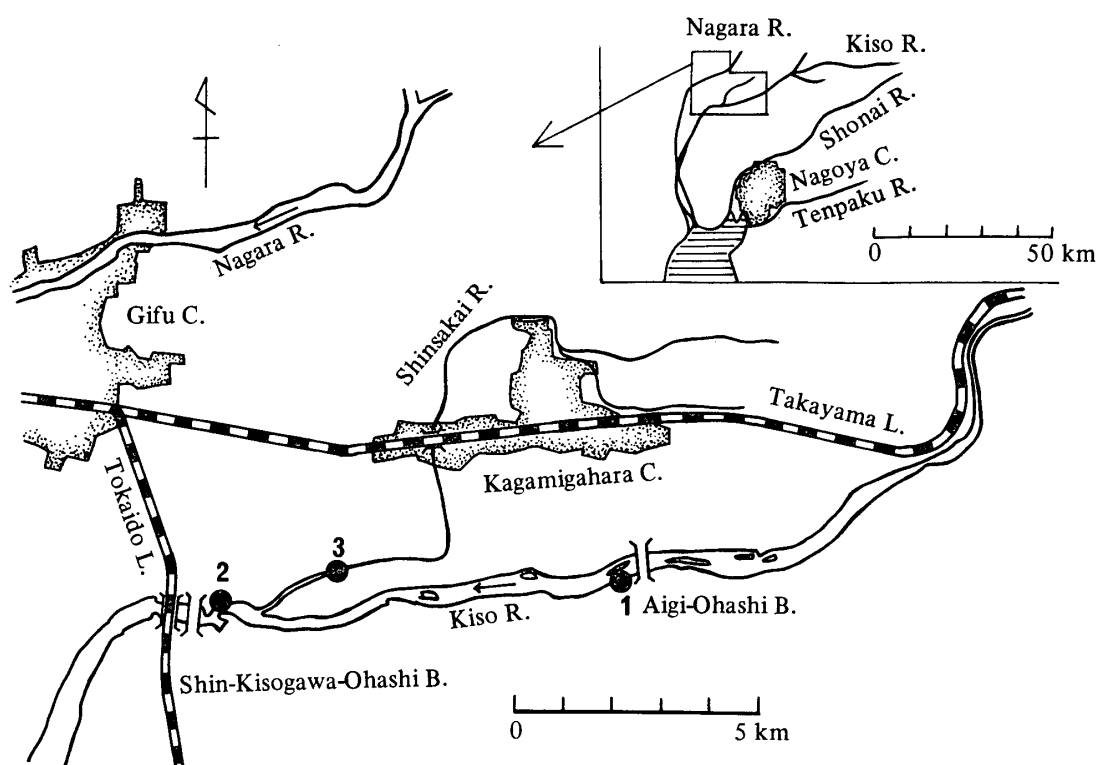 Nagara R.
Kiso R.
Shonai R.
Nagoya C.
Tenpaku R.
0 50 km
Nagara R.
Gifu C.
Shinsakai R.
Takayama L.
Kagamigahara C.
Tokaido L.
3
2
1
Aigi-Ohashi B.
Kiso R.
Shin-Kisogawa-Ohashi B.
0 5 km